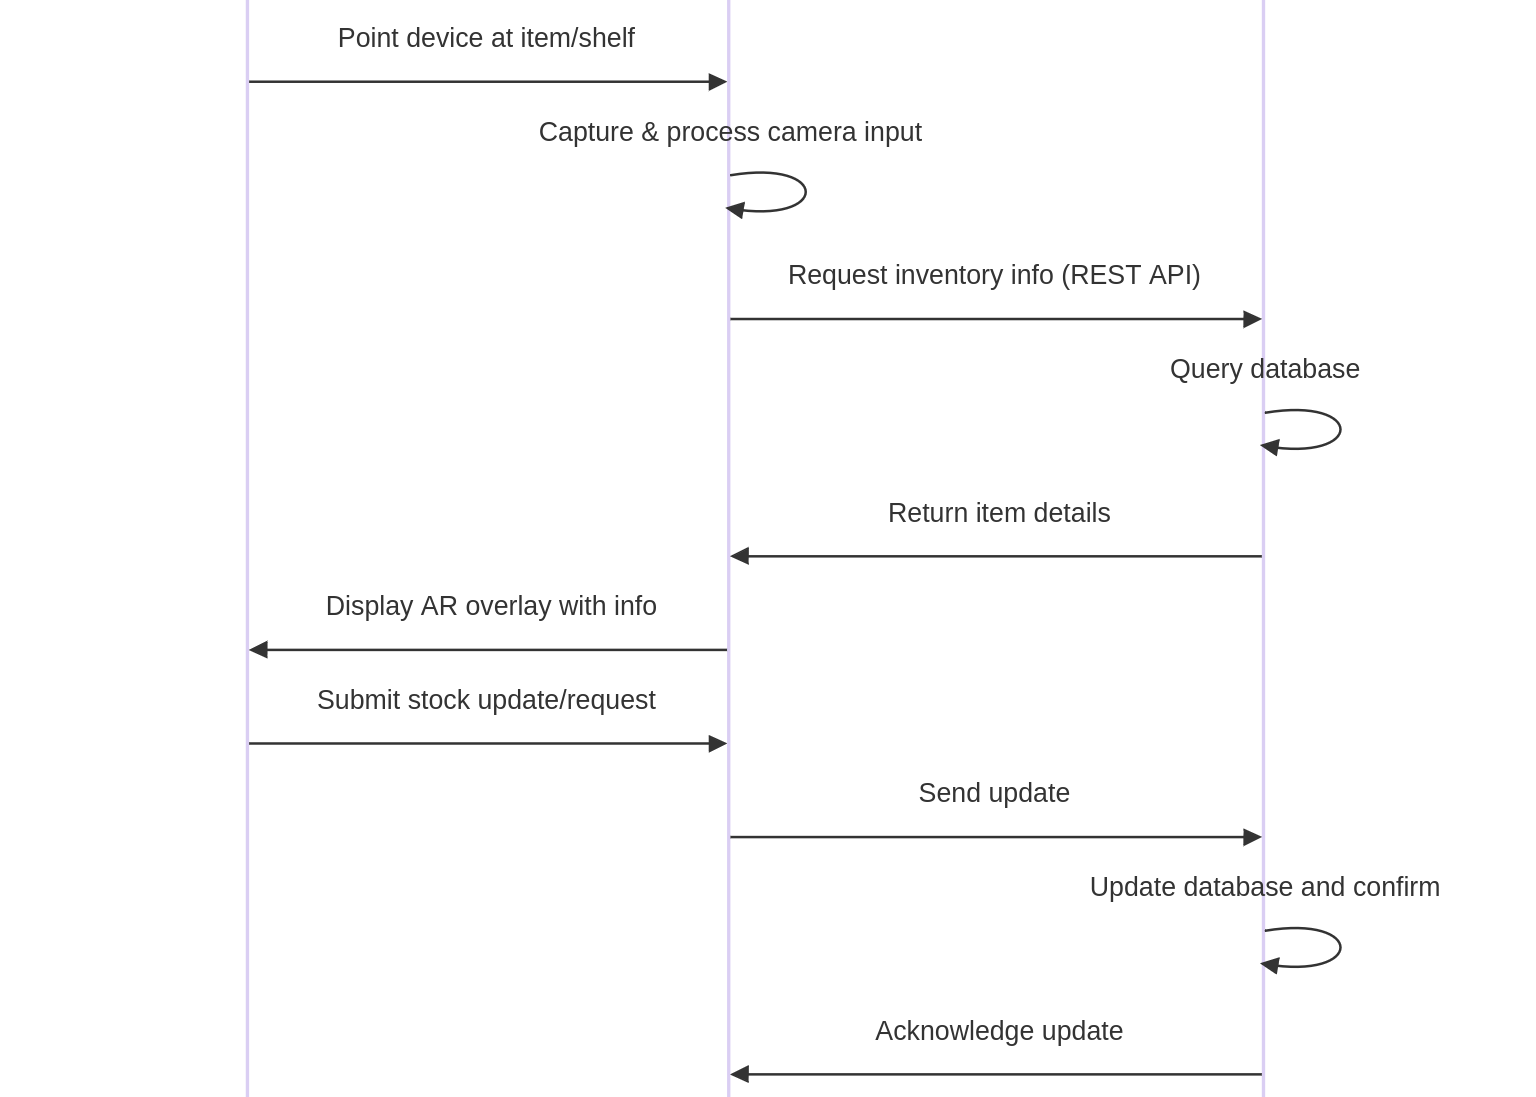 Point device at item/shelf
Capture & process camera input
Request inventory info (REST API)
Query database
Return item details
Display AR overlay with info
Submit stock update/request
Send update
Update database and confirm
Acknowledge update